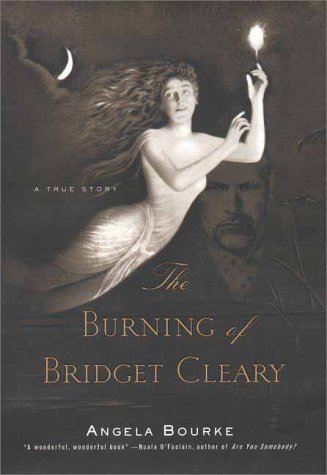 A TRUE STORY
The
BURNING of
BRIDGET CLEARY
ANGELA BOURKE
"A wonderful, wonderful book" —Nuala O'Faolain, author of Are You Somebody?